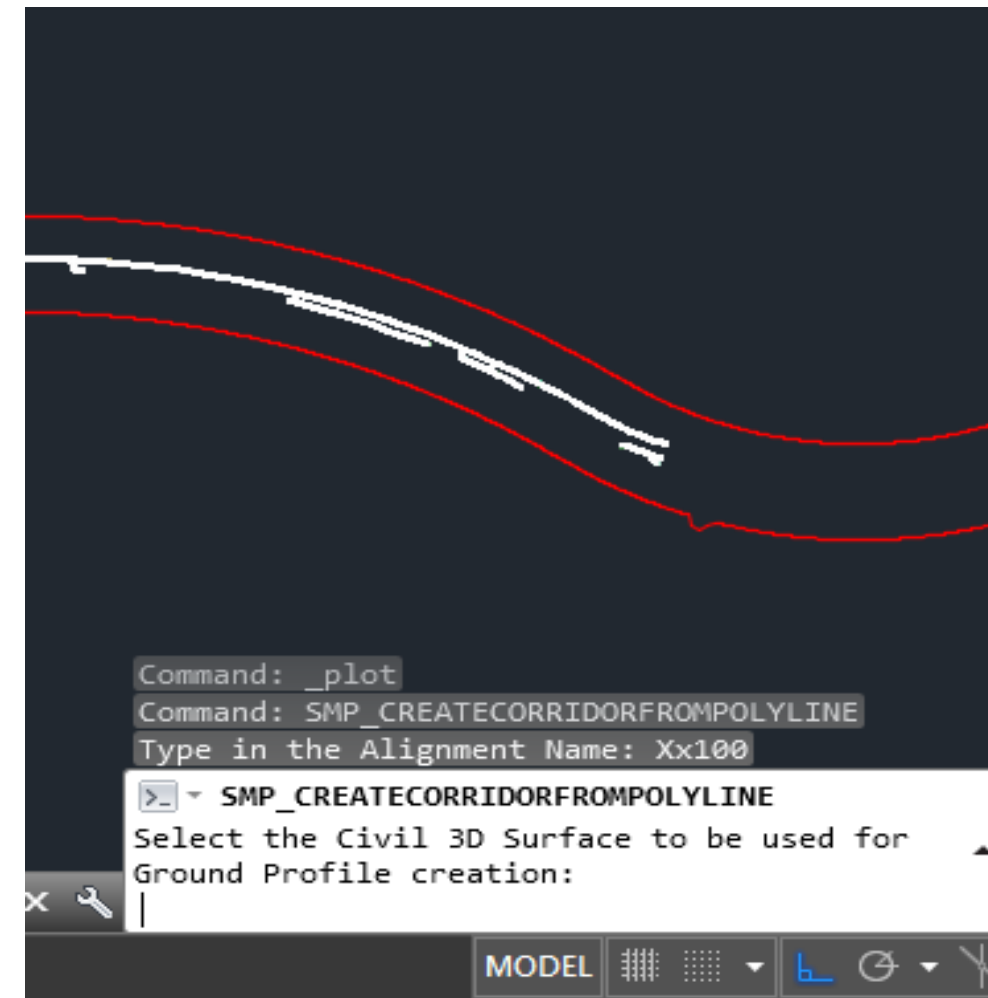 Command: _plot
Command: SMP_CREATECORRIDORFROMPOLYLINE
Type in the Alignment Name: Xx100
SMP_CREATECORRIDORFROMPOLYLINE
Select the Civil 3D Surface to be used for
Ground Profile creation:
MODEL